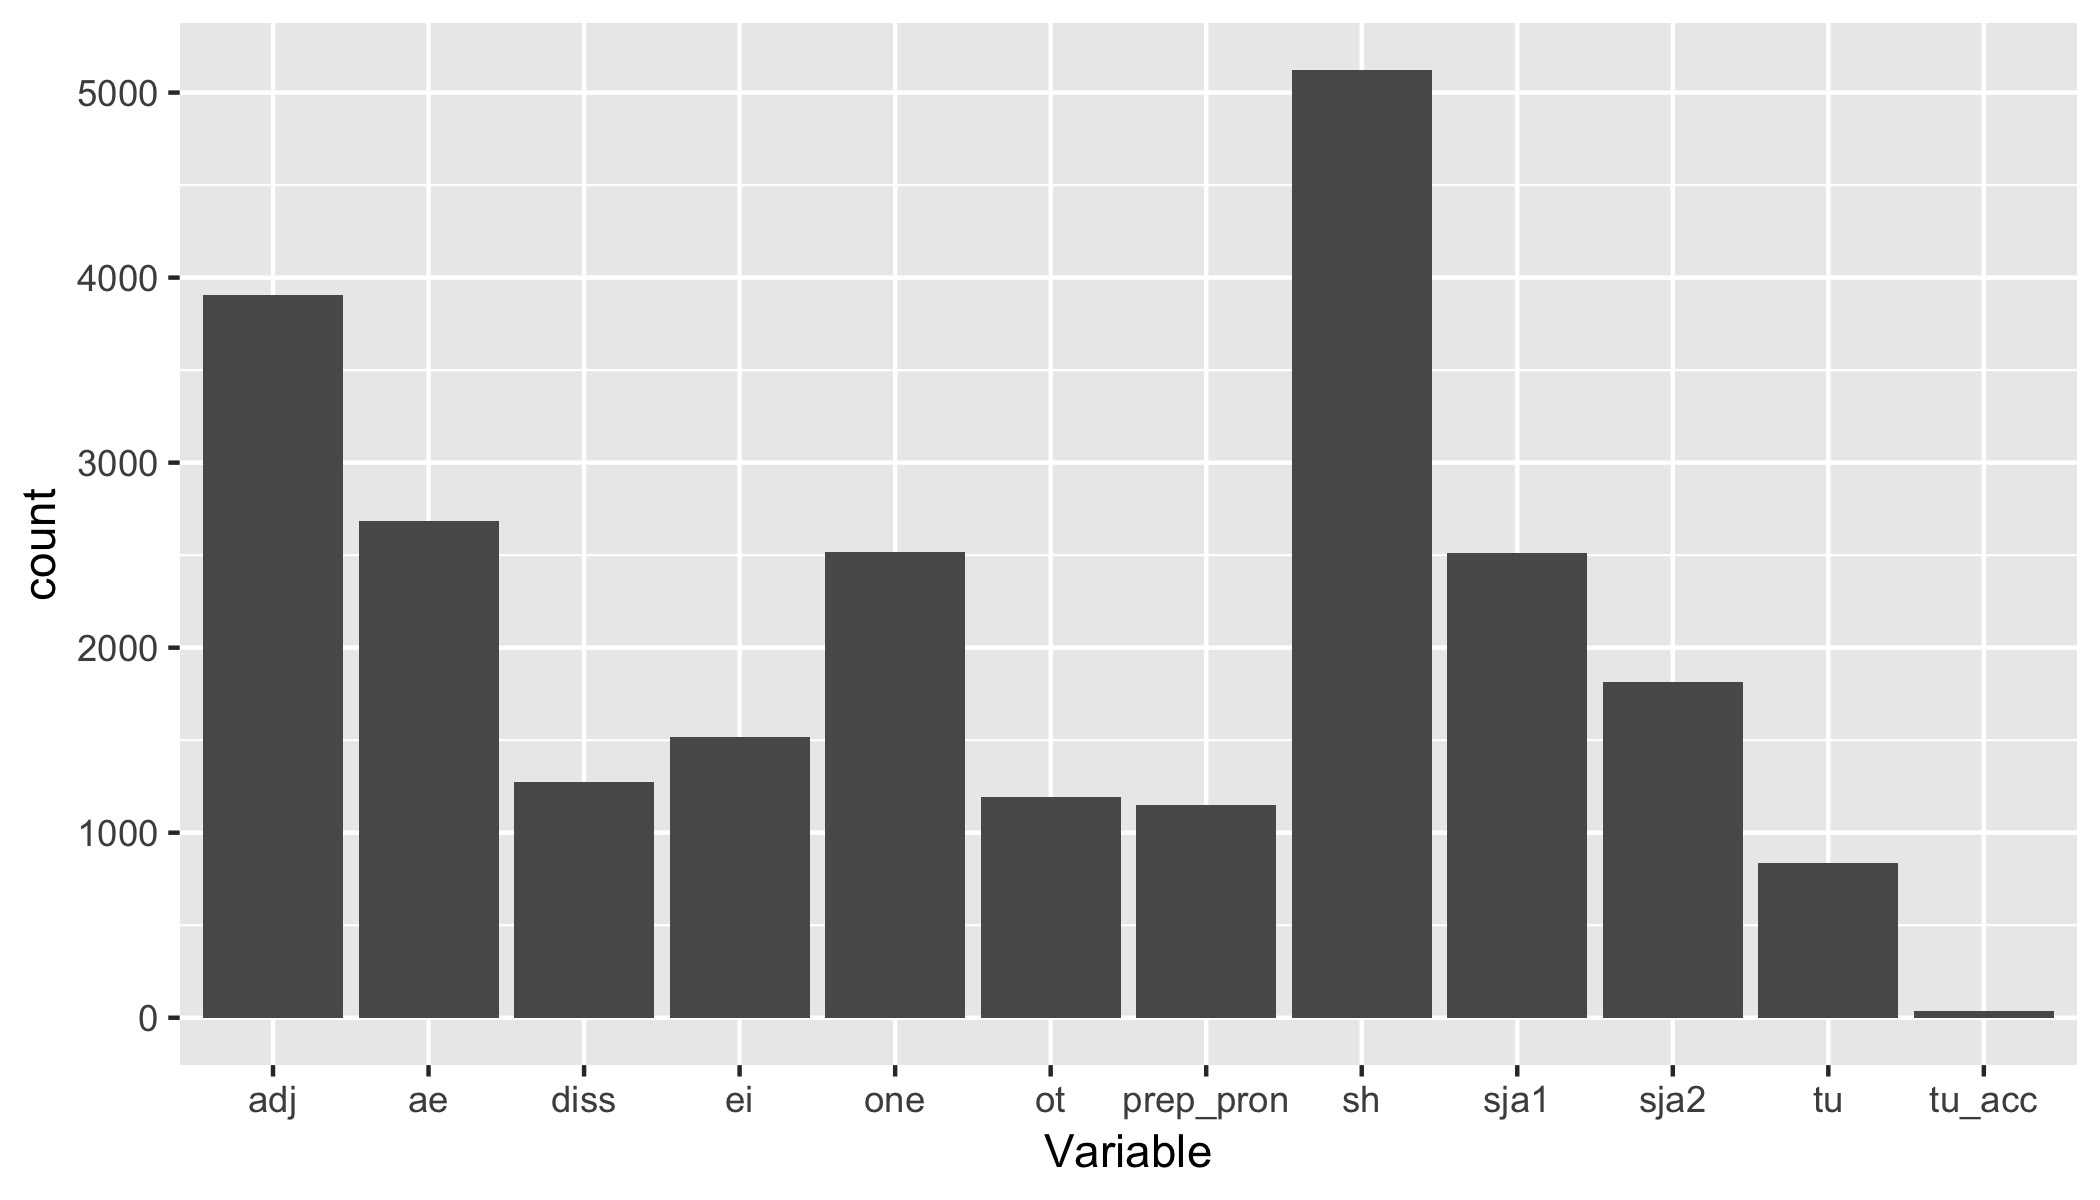 5000
4000
3000
2000
1000
0
count
adj ae diss ei one ot prep_pron sh sja1 sja2 tu tu_acc
Variable